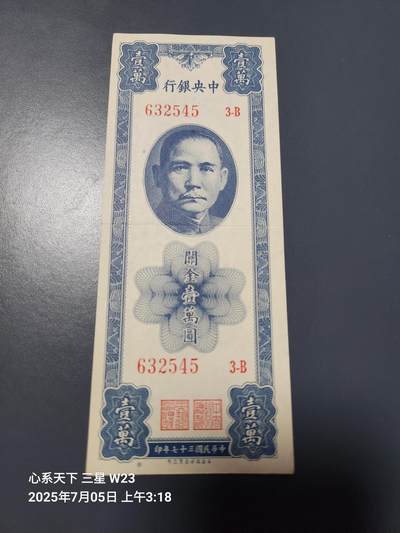 壹萬 壹萬
行銀央中
632545 3-B
關金壹萬圓
632545 3-B
壹萬 壹萬
印年七十三國民華中
心系天下 三星 W23
2025年7月05日 上午3:18